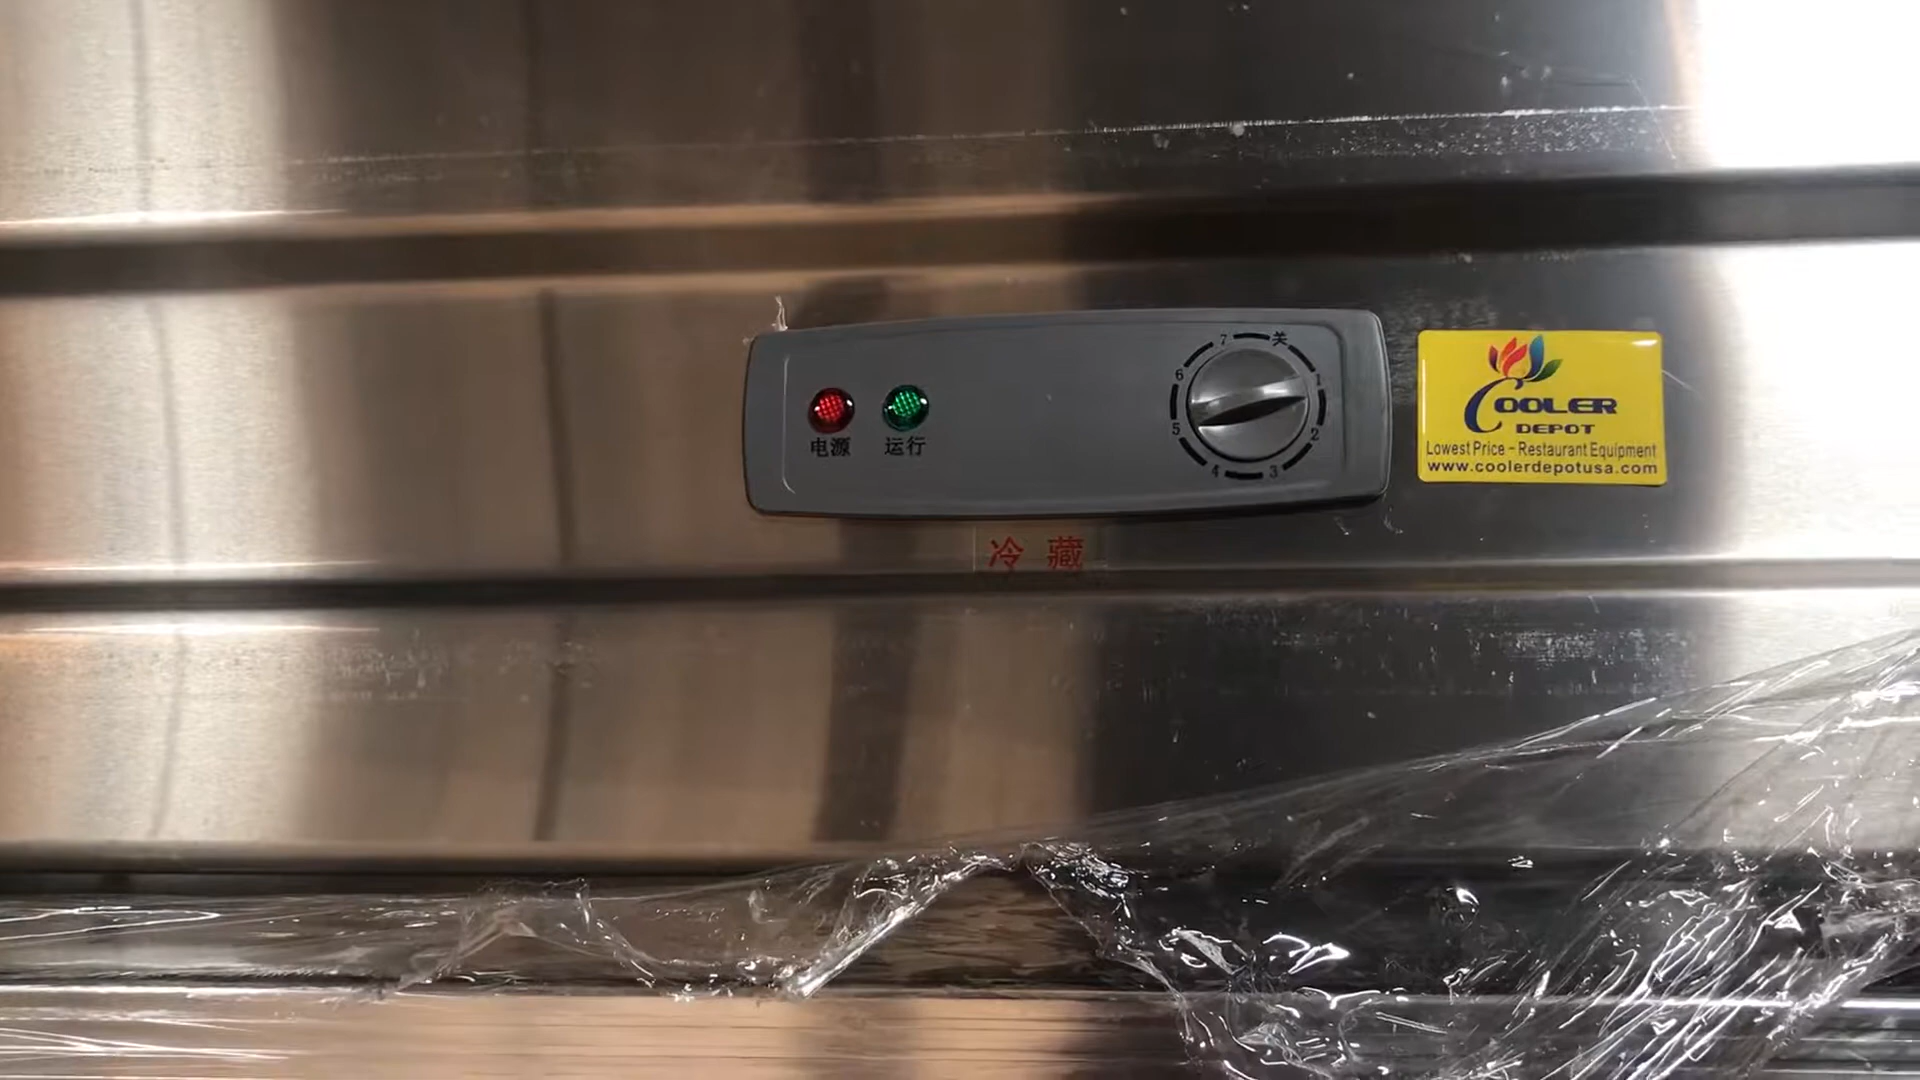 电源
运行
关
1
2
3
4
5
6
7
冷藏
COOLER
DEPOT
Lowest Price - Restaurant Equipment
www.coolerdepotusa.com